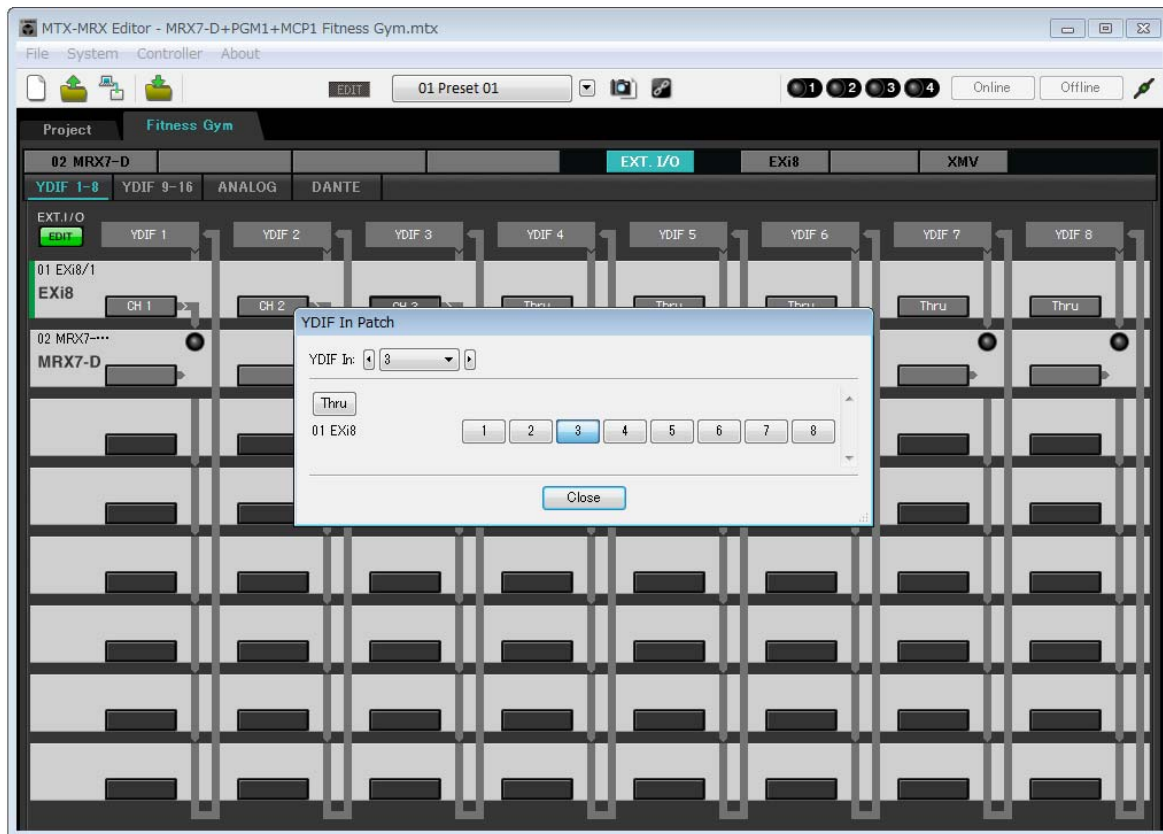 MTX-MRX Editor - MRX7-D+PGM1+MCP1 Fitness Gym.mtx
File System Controller About
EDIT 01 Preset 01 1 2 3 4 Online Offline
Project Fitness Gym
02 MRX7-D EXT. I/O EXi8 XMV
YDIF 1-8 YDIF 9-16 ANALOG DANTE
EXT.I/O
EDIT YDIF 1 YDIF 2 YDIF 3 YDIF 4 YDIF 5 YDIF 6 YDIF 7 YDIF 8
01 EXi8/1
EXi8
CH 1 CH 2 CH 3 Thru Thru Thru Thru Thru
02 MRX7-···
MRX7-D
YDIF In Patch
YDIF In: 3
Thru
01 EXi8 1 2 3 4 5 6 7 8
Close